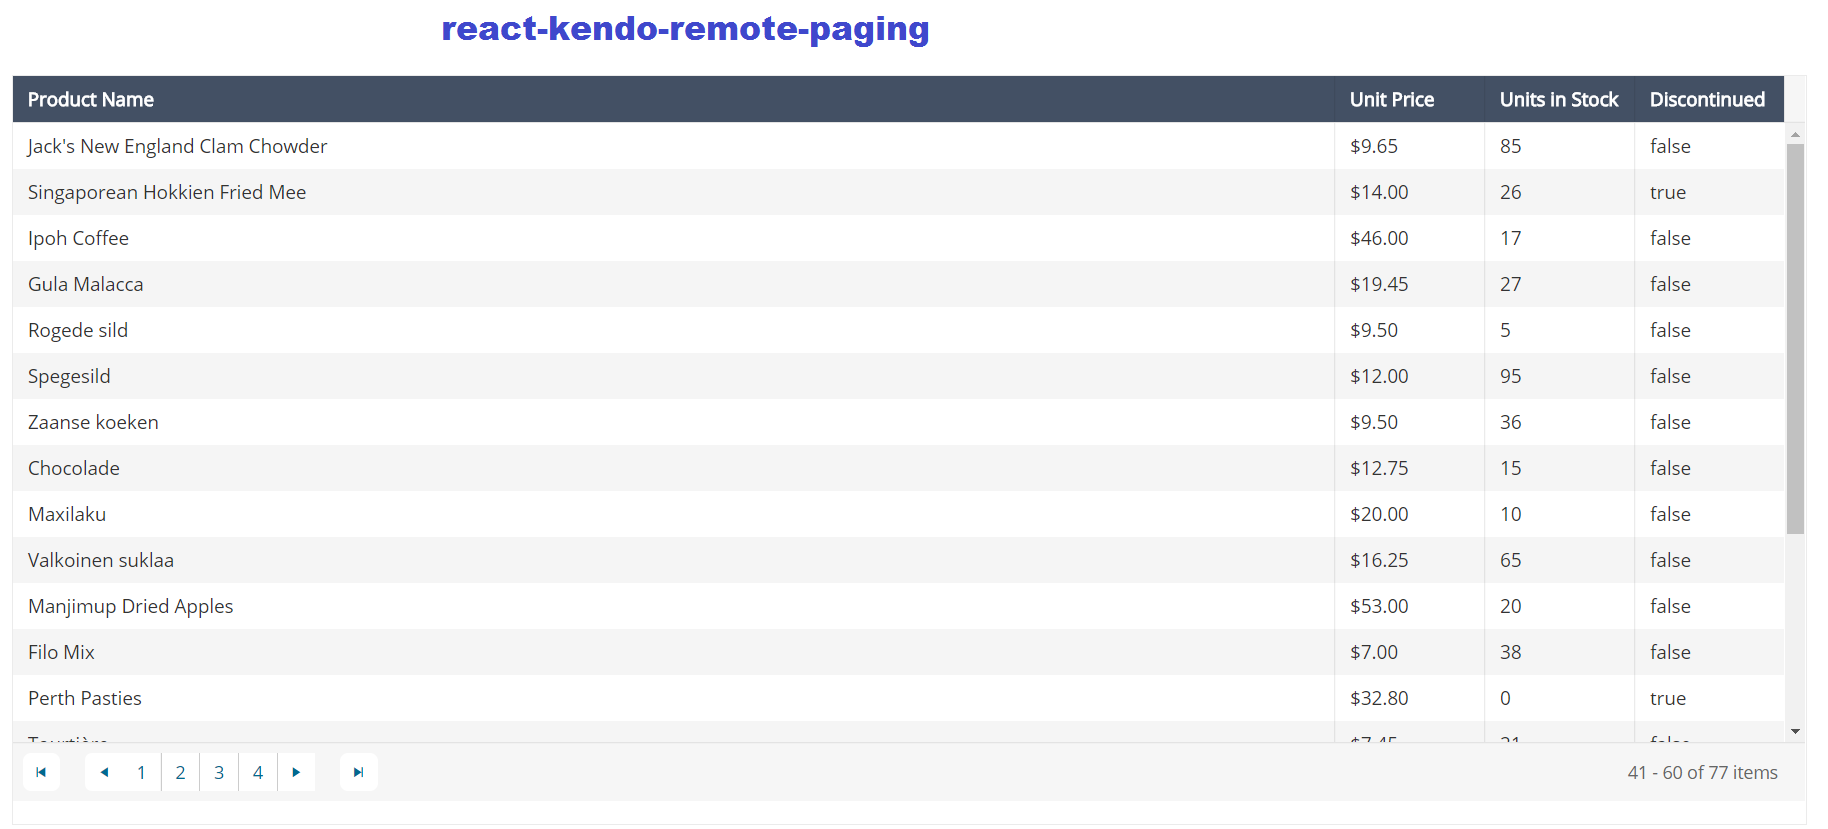 react-kendo-remote-paging
Product Name Unit Price Units in Stock Discontinued
Jack's New England Clam Chowder $9.65 85 false
Singaporean Hokkien Fried Mee $14.00 26 true
Ipoh Coffee $46.00 17 false
Gula Malacca $19.45 27 false
Rogede sild $9.50 5 false
Spegesild $12.00 95 false
Zaanse koeken $9.50 36 false
Chocolade $12.75 15 false
Maxilaku $20.00 10 false
Valkoinen suklaa $16.25 65 false
Manjimup Dried Apples $53.00 20 false
Filo Mix $7.00 38 false
Perth Pasties $32.80 0 true
Tourtière $7.45 21 false
1 2 3 4 41 - 60 of 77 items